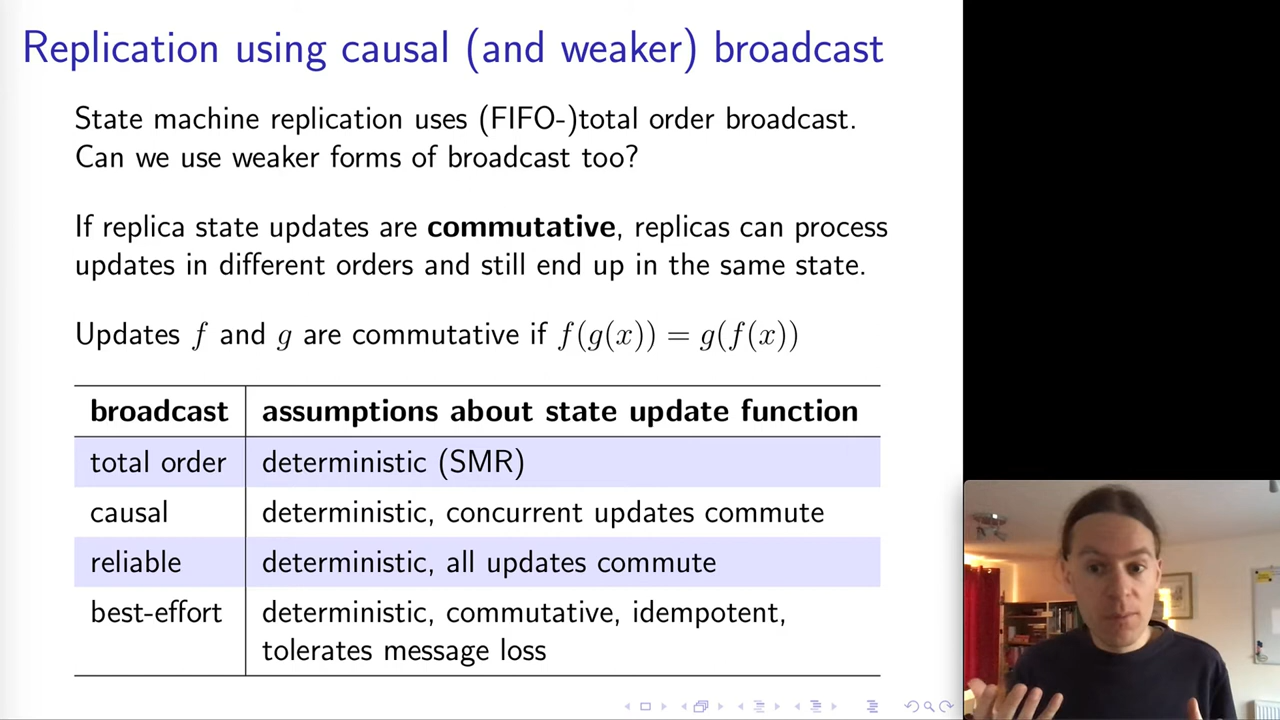 Replication using causal (and weaker) broadcast
State machine replication uses (FIFO-)total order broadcast.
Can we use weaker forms of broadcast too?
If replica state updates are commutative, replicas can process
updates in different orders and still end up in the same state.
Updates f and g are commutative if f(g(x)) = g(f(x))
broadcast assumptions about state update function
total order deterministic (SMR)
causal deterministic, concurrent updates commute
reliable deterministic, all updates commute
best-effort deterministic, commutative, idempotent,
tolerates message loss